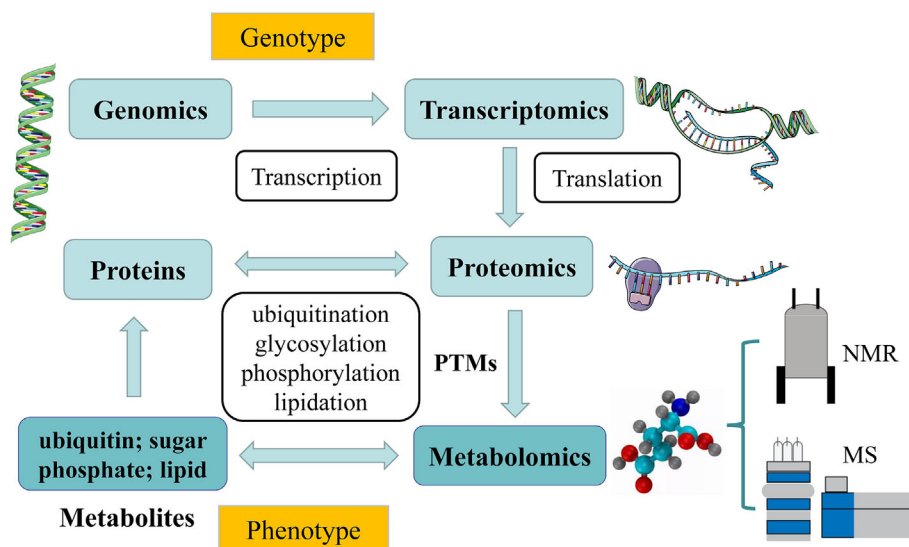 Genotype
Genomics
Transcriptomics
Transcription
Translation
Proteins
Proteomics
ubiquitination
glycosylation
phosphorylation
lipidation
PTMs
NMR
ubiquitin; sugar
phosphate; lipid
Metabolomics
MS
Metabolites
Phenotype